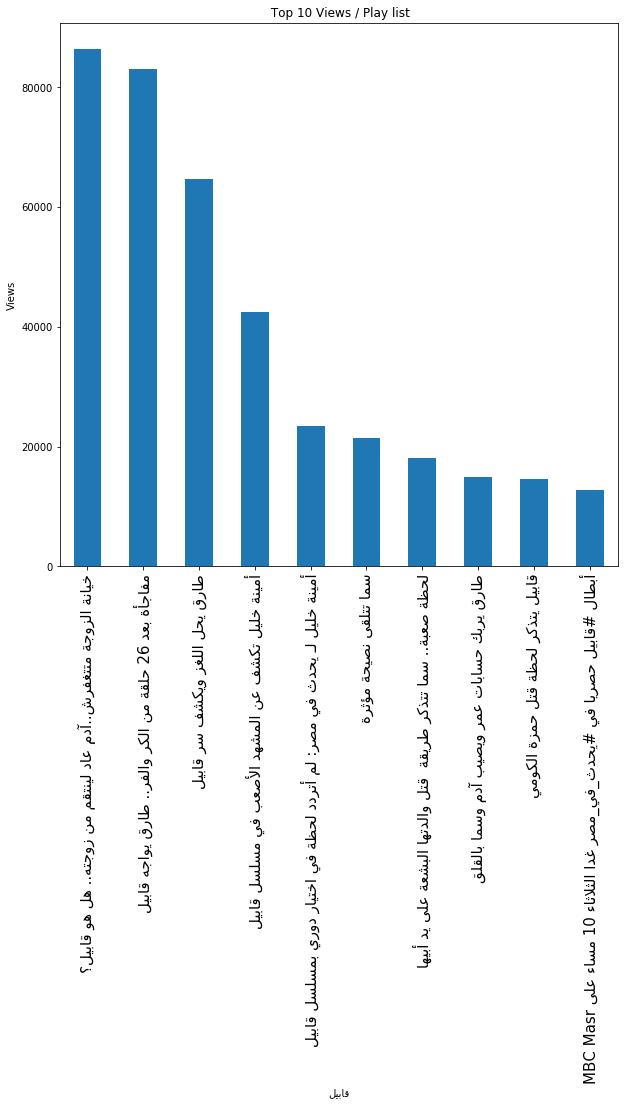 Top 10 Views / Play list
Views
80000
60000
40000
20000
0
خيانة الزوجة متتغفرش..آدم عاد لينتقم من زوجته.. هل هو قابيل؟
مفاجأة بعد 26 حلقة من الكر والفر.. طارق يواجه قابيل
طارق يحل اللغز ويكشف سر قابيل
أمينة خليل تكشف عن المشهد الأصعب في مسلسل قابيل
أمينة خليل لـ يحدث في مصر: لم أتردد لحظة في اختيار دوري بمسلسل قابيل
سما تتلقى نصيحة مؤثرة
لحظة صعبة.. سما تتذكر طريقة  قتل والدتها البشعة على يد أبيها
طارق يربك حسابات عمر ويصيب آدم وسما بالقلق
قابيل يتذكر لحظة قتل حمزة الكومي
أبطال #قابيل حصريا في #يحدث_في_مصر غدا الثلاثاء 10 مساء على MBC Masr
قابيل